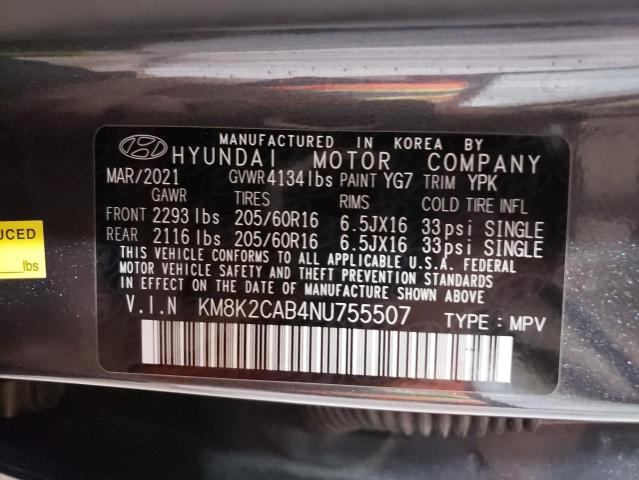 MANUFACTURED IN KOREA BY
HYUNDAI MOTOR COMPANY
MAR/2021 GVWR 4134 lbs PAINT YG7 TRIM YPK
GAWR TIRES RIMS COLD TIRE INFL
FRONT 2293 lbs 205/60R16 6.5JX16 33psi SINGLE
REAR 2116 lbs 205/60R16 6.5JX16 33psi SINGLE
THIS VEHICLE CONFORMS TO ALL APPLICABLE U.S.A. FEDERAL
MOTOR VEHICLE SAFETY AND THEFT PREVENTION STANDARDS
IN EFFECT ON THE DATE OF MANUFACTURE SHOWN ABOVE.
V.I.N KM8K2CAB4NU755507 TYPE : MPV
UCED
lbs